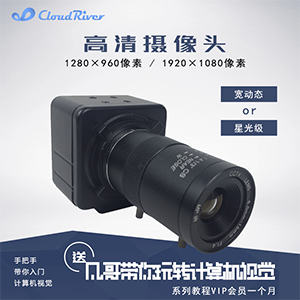 CloudRiver
高清摄像头
1280×960像素 / 1920×1080像素
宽动态
or
星光级
手把手
带你入门
计算机视觉
送
凡哥带你玩转计算机视觉
系列教程VIP会员一个月